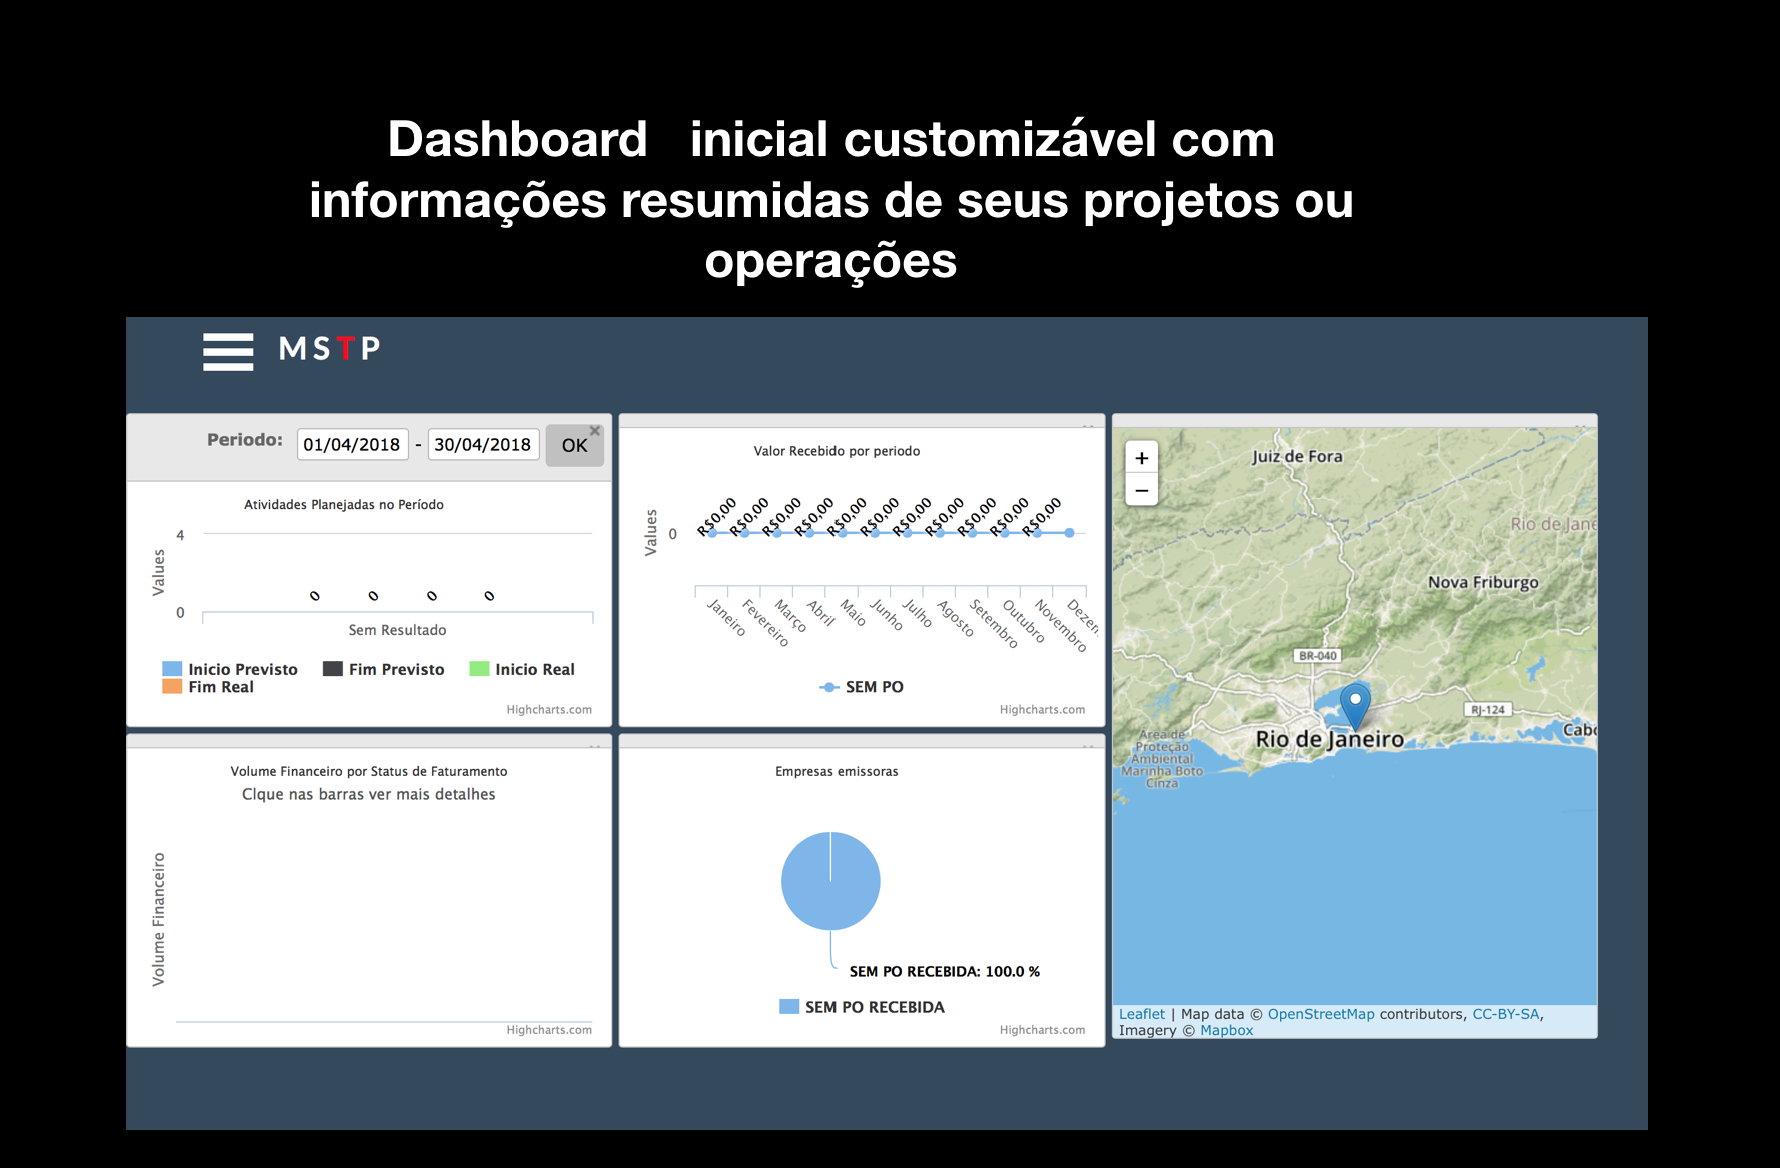 Dashboard inicial customizável com
informações resumidas de seus projetos ou
operações
MSTP
Periodo: 01/04/2018 - 30/04/2018 OK
Atividades Planejadas no Período
Values
4
0
0 0 0 0
Sem Resultado
Inicio Previsto Fim Previsto Inicio Real
Fim Real
Highcharts.com
Valor Recebido por periodo
Values
0
R$0,00 R$0,00 R$0,00 R$0,00 R$0,00 R$0,00 R$0,00 R$0,00 R$0,00 R$0,00 R$0,00
Janeiro Fevereiro Março Abril Maio Junho Julho Agosto Setembro Outubro Novembro Dezem.
SEM PO
Highcharts.com
Volume Financeiro por Status de Faturamento
Clque nas barras ver mais detalhes
Volume Financeiro
Highcharts.com
Empresas emissoras
SEM PO RECEBIDA: 100.0 %
SEM PO RECEBIDA
Highcharts.com
+
−
Juiz de Fora
Rio de Jane
Nova Friburgo
BR-040
RJ-124
Cabo
Rio de Janeiro
Área de
Proteção
Ambiental
Marinha Boto
Cinza
Leaflet | Map data © OpenStreetMap contributors, CC-BY-SA,
Imagery © Mapbox